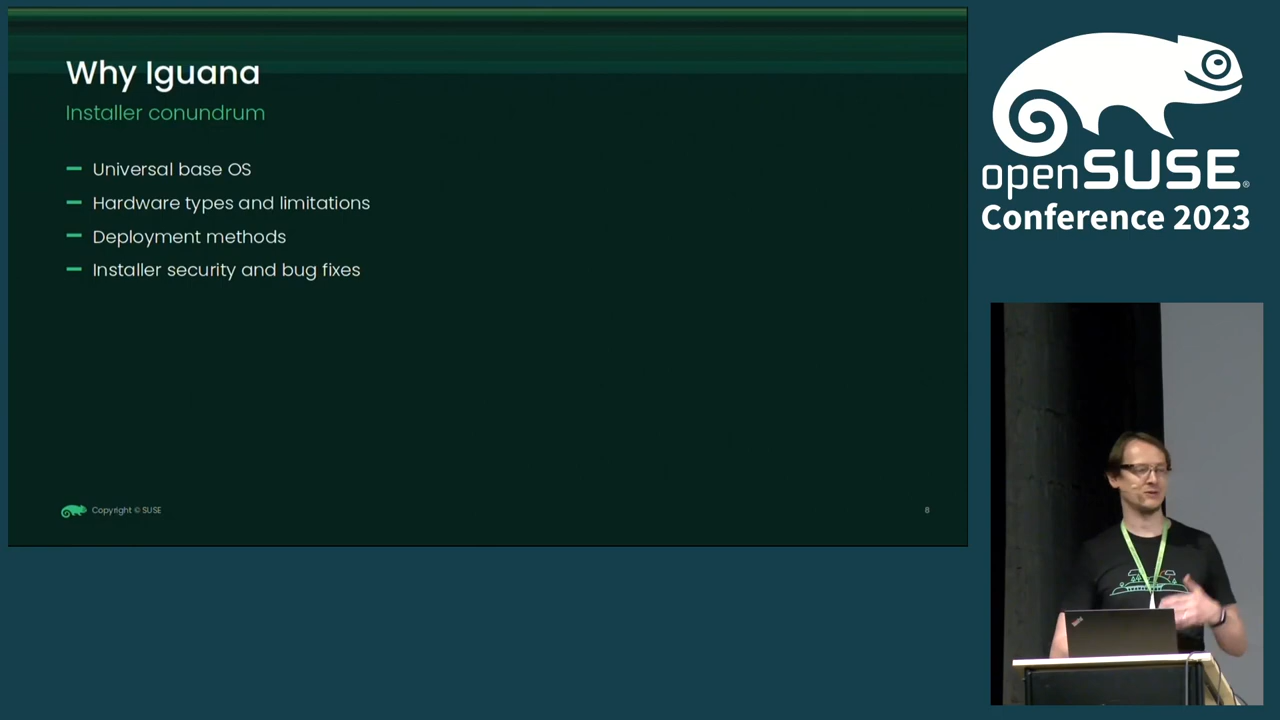 Why Iguana
Installer conundrum
Universal base OS
Hardware types and limitations
Deployment methods
Installer security and bug fixes
Copyright © SUSE
8
openSUSE®
Conference 2023